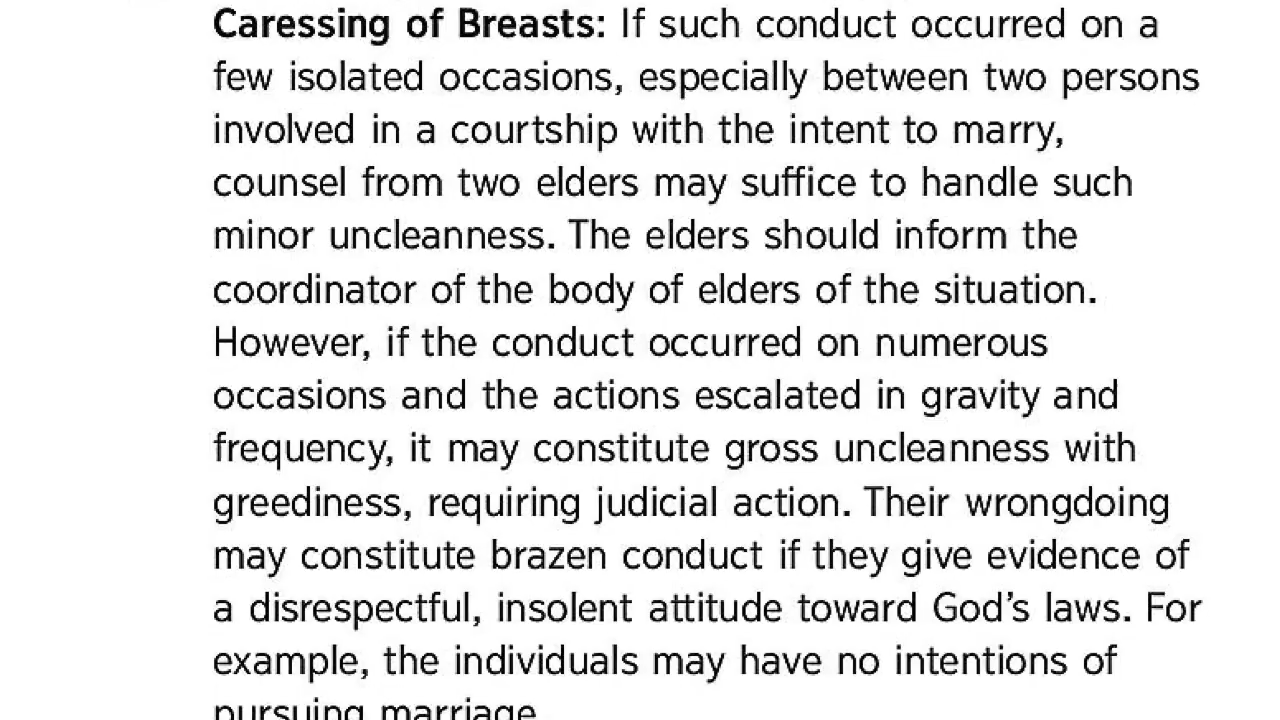 Caressing of Breasts: If such conduct occurred on a
few isolated occasions, especially between two persons
involved in a courtship with the intent to marry,
counsel from two elders may suffice to handle such
minor uncleanness. The elders should inform the
coordinator of the body of elders of the situation.
However, if the conduct occurred on numerous
occasions and the actions escalated in gravity and
frequency, it may constitute gross uncleanness with
greediness, requiring judicial action. Their wrongdoing
may constitute brazen conduct if they give evidence of
a disrespectful, insolent attitude toward God’s laws. For
example, the individuals may have no intentions of
pursuing marriage.